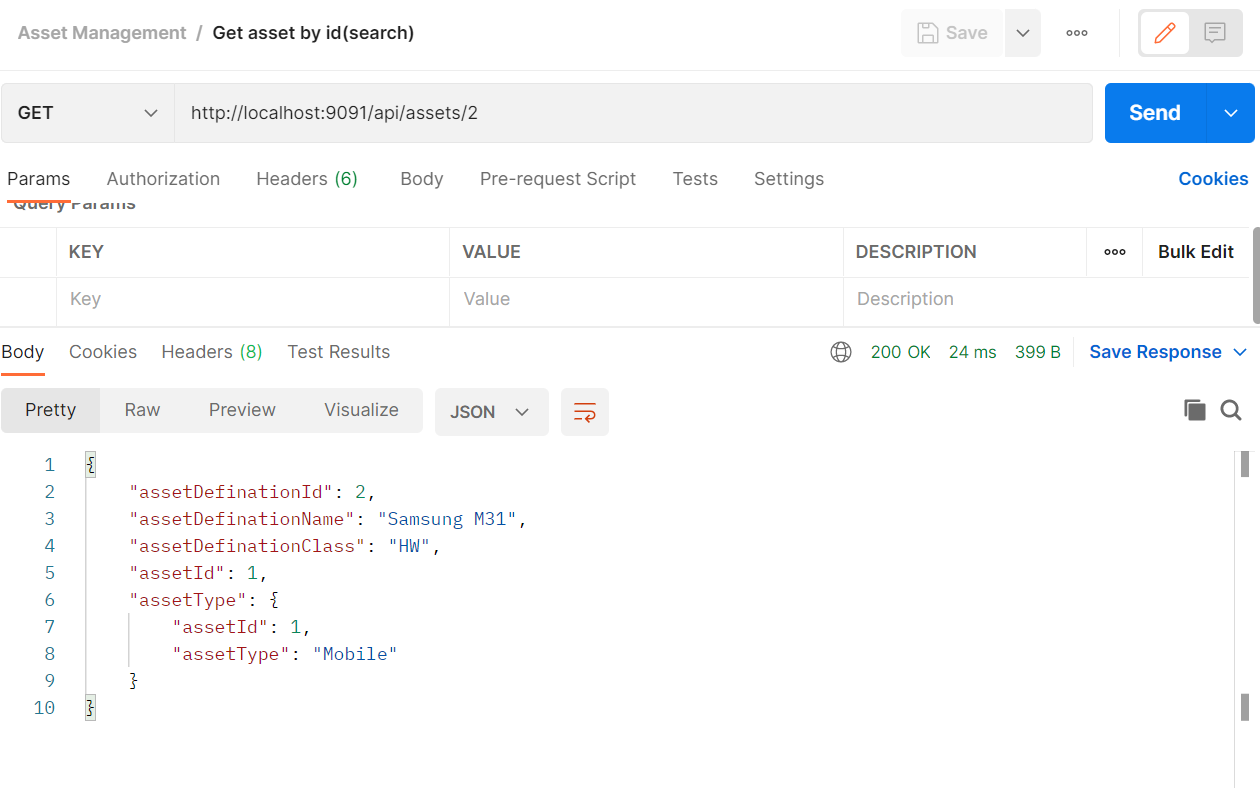 Asset Management / Get asset by id(search)
Save
GET
http://localhost:9091/api/assets/2
Send
Params Authorization Headers (6) Body Pre-request Script Tests Settings Cookies
Query Params
KEY VALUE DESCRIPTION Bulk Edit
Key Value Description
Body Cookies Headers (8) Test Results 200 OK 24 ms 399 B Save Response
Pretty Raw Preview Visualize JSON
1 {
2 "assetDefinationId": 2,
3 "assetDefinationName": "Samsung M31",
4 "assetDefinationClass": "HW",
5 "assetId": 1,
6 "assetType": {
7 "assetId": 1,
8 "assetType": "Mobile"
9 }
10 }